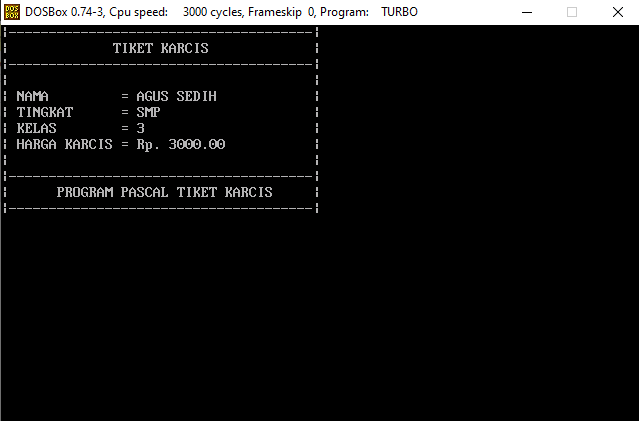 DOSBox 0.74-3, Cpu speed: 3000 cycles, Frameskip 0, Program: TURBO
TIKET KARCIS
NAMA = AGUS SEDIH
TINGKAT = SMP
KELAS = 3
HARGA KARCIS = Rp. 3000.00
PROGRAM PASCAL TIKET KARCIS